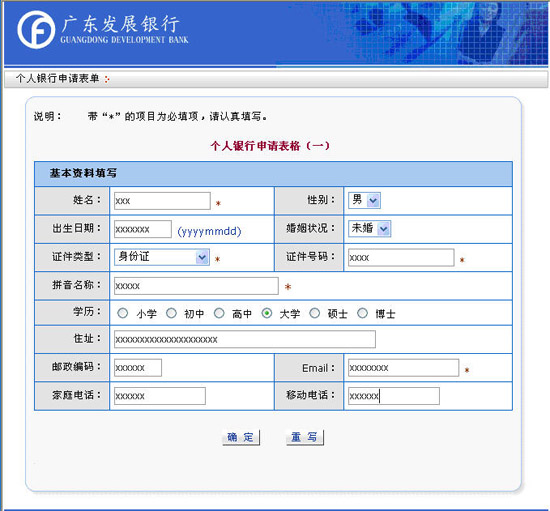 广东发展银行
GUANGDONG DEVELOPMENT BANK
个人银行申请表单 :·
说明： 带“*”的项目为必填项，请认真填写。
个人银行申请表格（一）
基本资料填写
姓名： xxx * 性别： 男
出生日期： xxxxxxx (yyyymmdd) 婚姻状况： 未婚
证件类型： 身份证 * 证件号码： xxxx *
拼音名称： xxxxx *
学历： 小学 初中 高中 大学 硕士 博士
住址： xxxxxxxxxxxxxxxxxxxxx
邮政编码： xxxxxx Email： xxxxxxxx *
家庭电话： xxxxxx 移动电话： xxxxxx
确 定 重 写